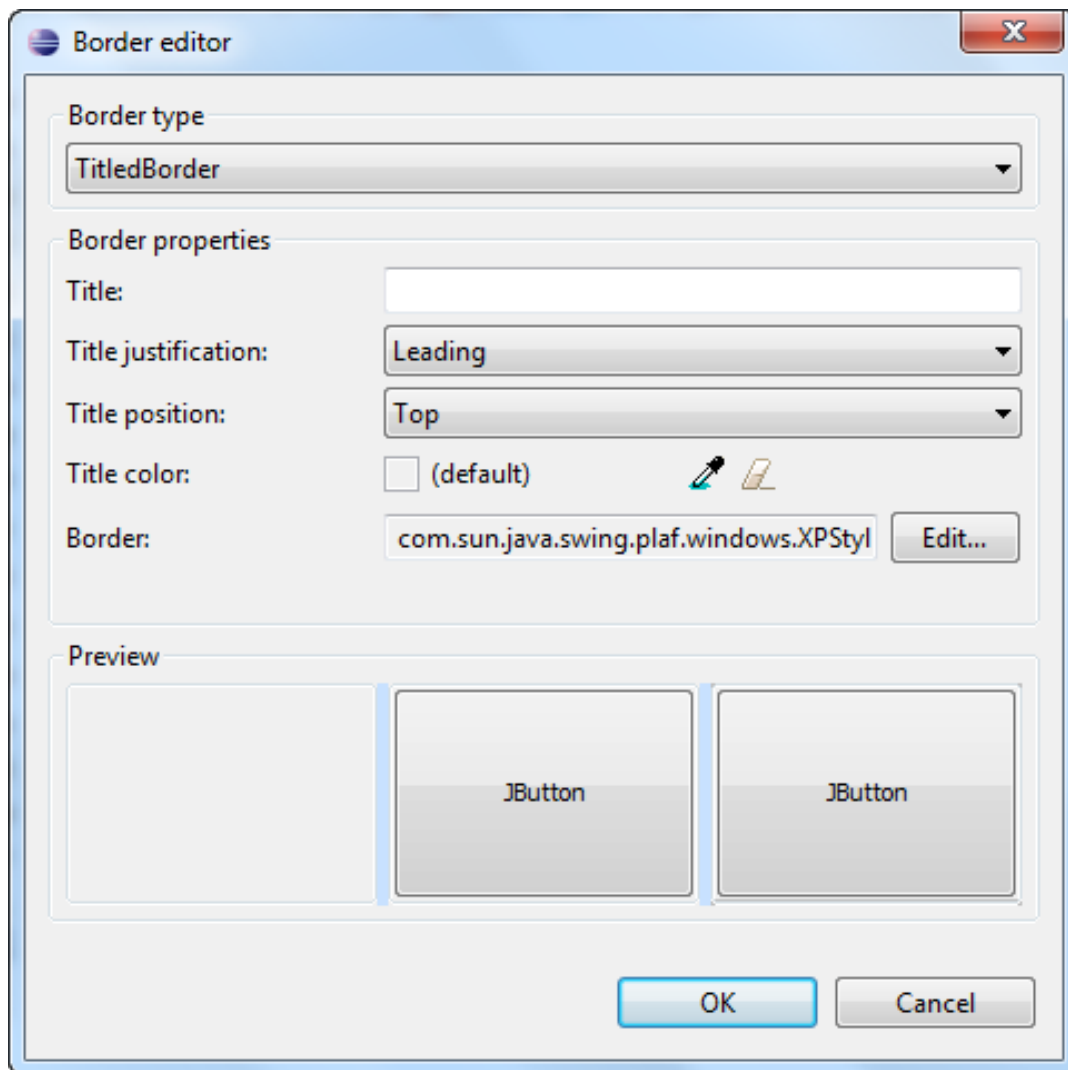 Border editor
Border type
TitledBorder
Border properties
Title:
Title justification: Leading
Title position: Top
Title color: (default)
Border: com.sun.java.swing.plaf.windows.XPStyl Edit...
Preview
JButton JButton
OK Cancel